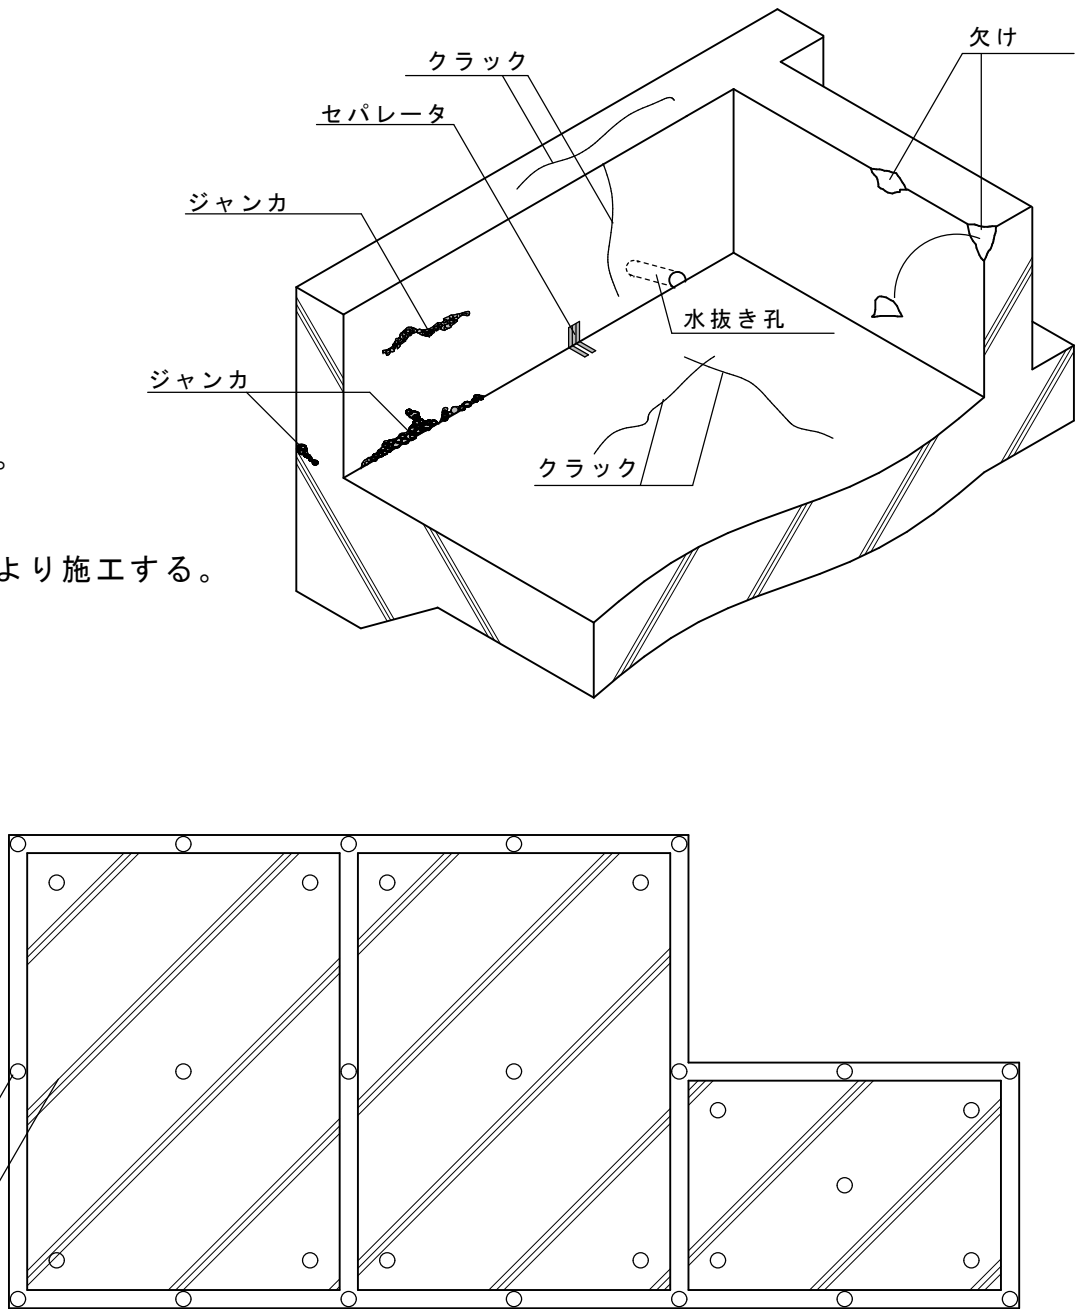 欠け
クラック
セパレータ
ジャンカ
水抜き孔
ジャンカ
。
クラック
より施工する。